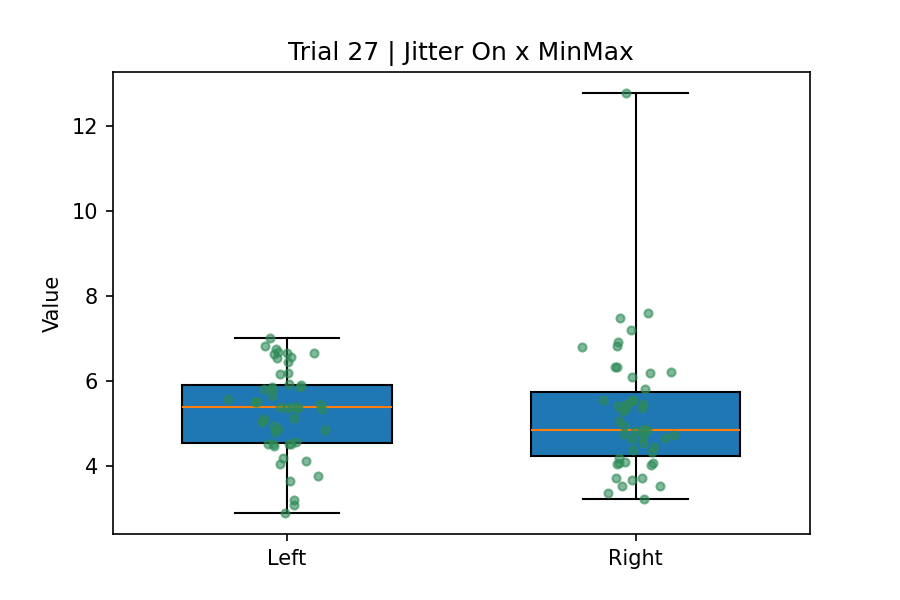 Trial 27 | Jitter On x MinMax
Value
12
10
8
6
4
Left
Right